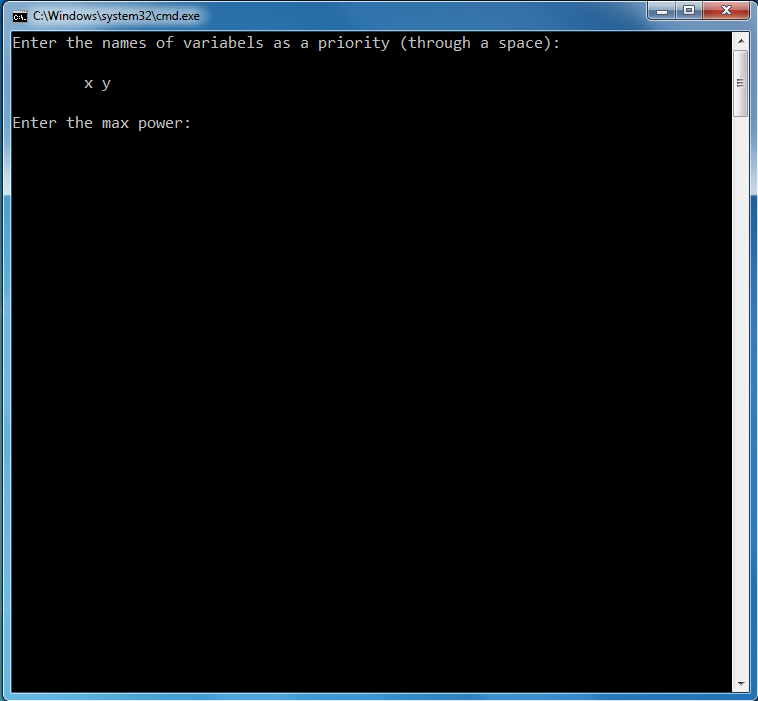 C:\Windows\system32\cmd.exe
Enter the names of variabels as a priority (through a space):
x y
Enter the max power: